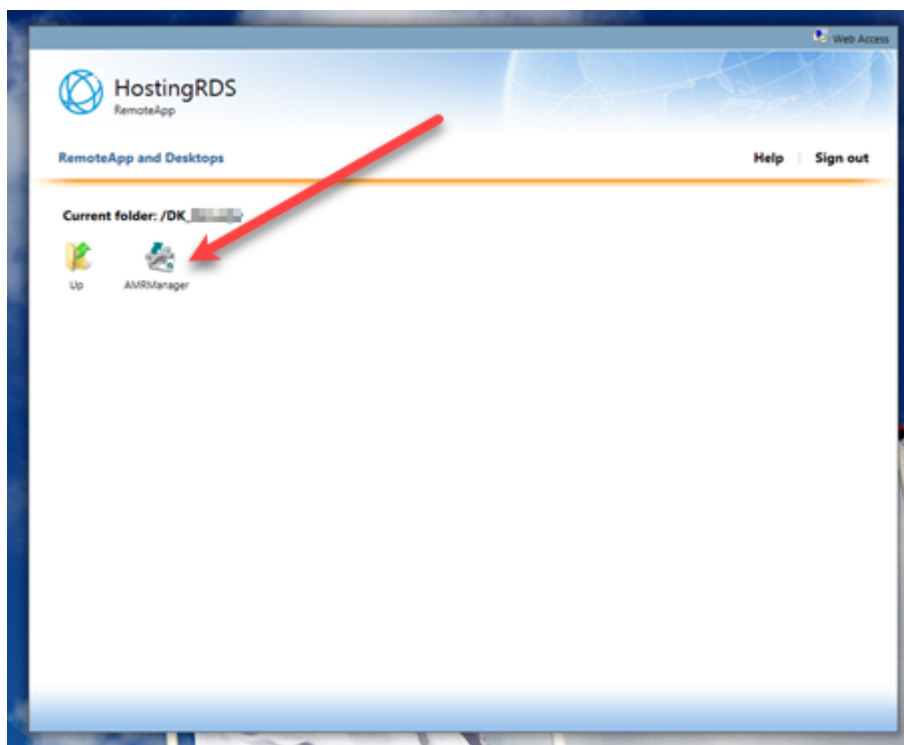 Web Access
HostingRDS
RemoteApp
RemoteApp and Desktops
Help | Sign out
Current folder: /DK_
Up AMRManager